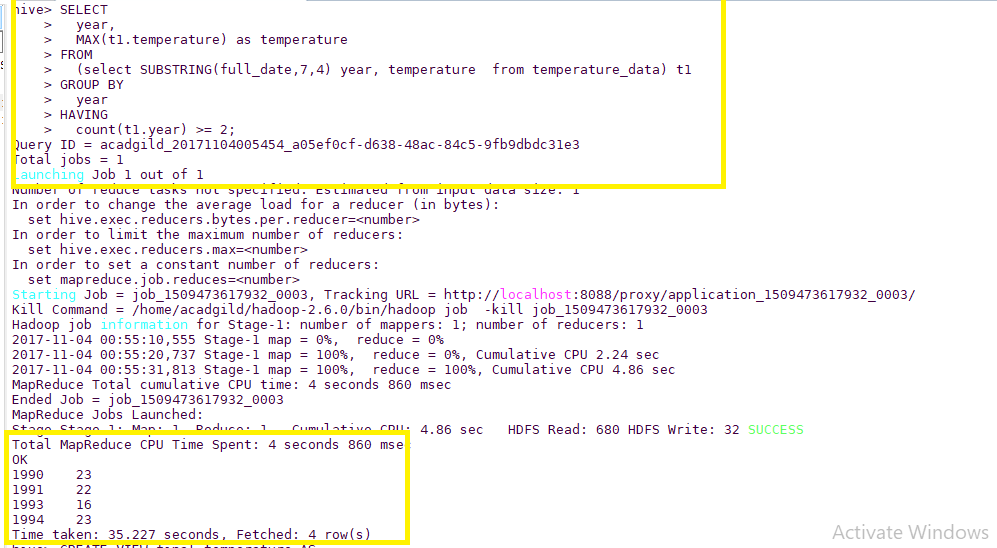 hive> SELECT
    >   year,
    >   MAX(t1.temperature) as temperature
    > FROM
    >   (select SUBSTRING(full_date,7,4) year, temperature  from temperature_data) t1
    > GROUP BY
    >   year
    > HAVING
    >   count(t1.year) >= 2;
Query ID = acadgild_20171104005454_a05ef0cf-d638-48ac-84c5-9fb9dbdc31e3
Total jobs = 1
Launching Job 1 out of 1
Number of reduce tasks not specified. Estimated from input data size: 1
In order to change the average load for a reducer (in bytes):
  set hive.exec.reducers.bytes.per.reducer=<number>
In order to limit the maximum number of reducers:
  set hive.exec.reducers.max=<number>
In order to set a constant number of reducers:
  set mapreduce.job.reduces=<number>
Starting Job = job_1509473617932_0003, Tracking URL = http://localhost:8088/proxy/application_1509473617932_0003/
Kill Command = /home/acadgild/hadoop-2.6.0/bin/hadoop job  -kill job_1509473617932_0003
Hadoop job information for Stage-1: number of mappers: 1; number of reducers: 1
2017-11-04 00:55:10,555 Stage-1 map = 0%,  reduce = 0%
2017-11-04 00:55:20,737 Stage-1 map = 100%,  reduce = 0%, Cumulative CPU 2.24 sec
2017-11-04 00:55:31,813 Stage-1 map = 100%,  reduce = 100%, Cumulative CPU 4.86 sec
MapReduce Total cumulative CPU time: 4 seconds 860 msec
Ended Job = job_1509473617932_0003
MapReduce Jobs Launched:
Stage-Stage-1: Map: 1  Reduce: 1   Cumulative CPU: 4.86 sec   HDFS Read: 680 HDFS Write: 32 SUCCESS
Total MapReduce CPU Time Spent: 4 seconds 860 msec
OK
1990    23
1991    22
1993    16
1994    23
Time taken: 35.227 seconds, Fetched: 4 row(s)
Activate Windows